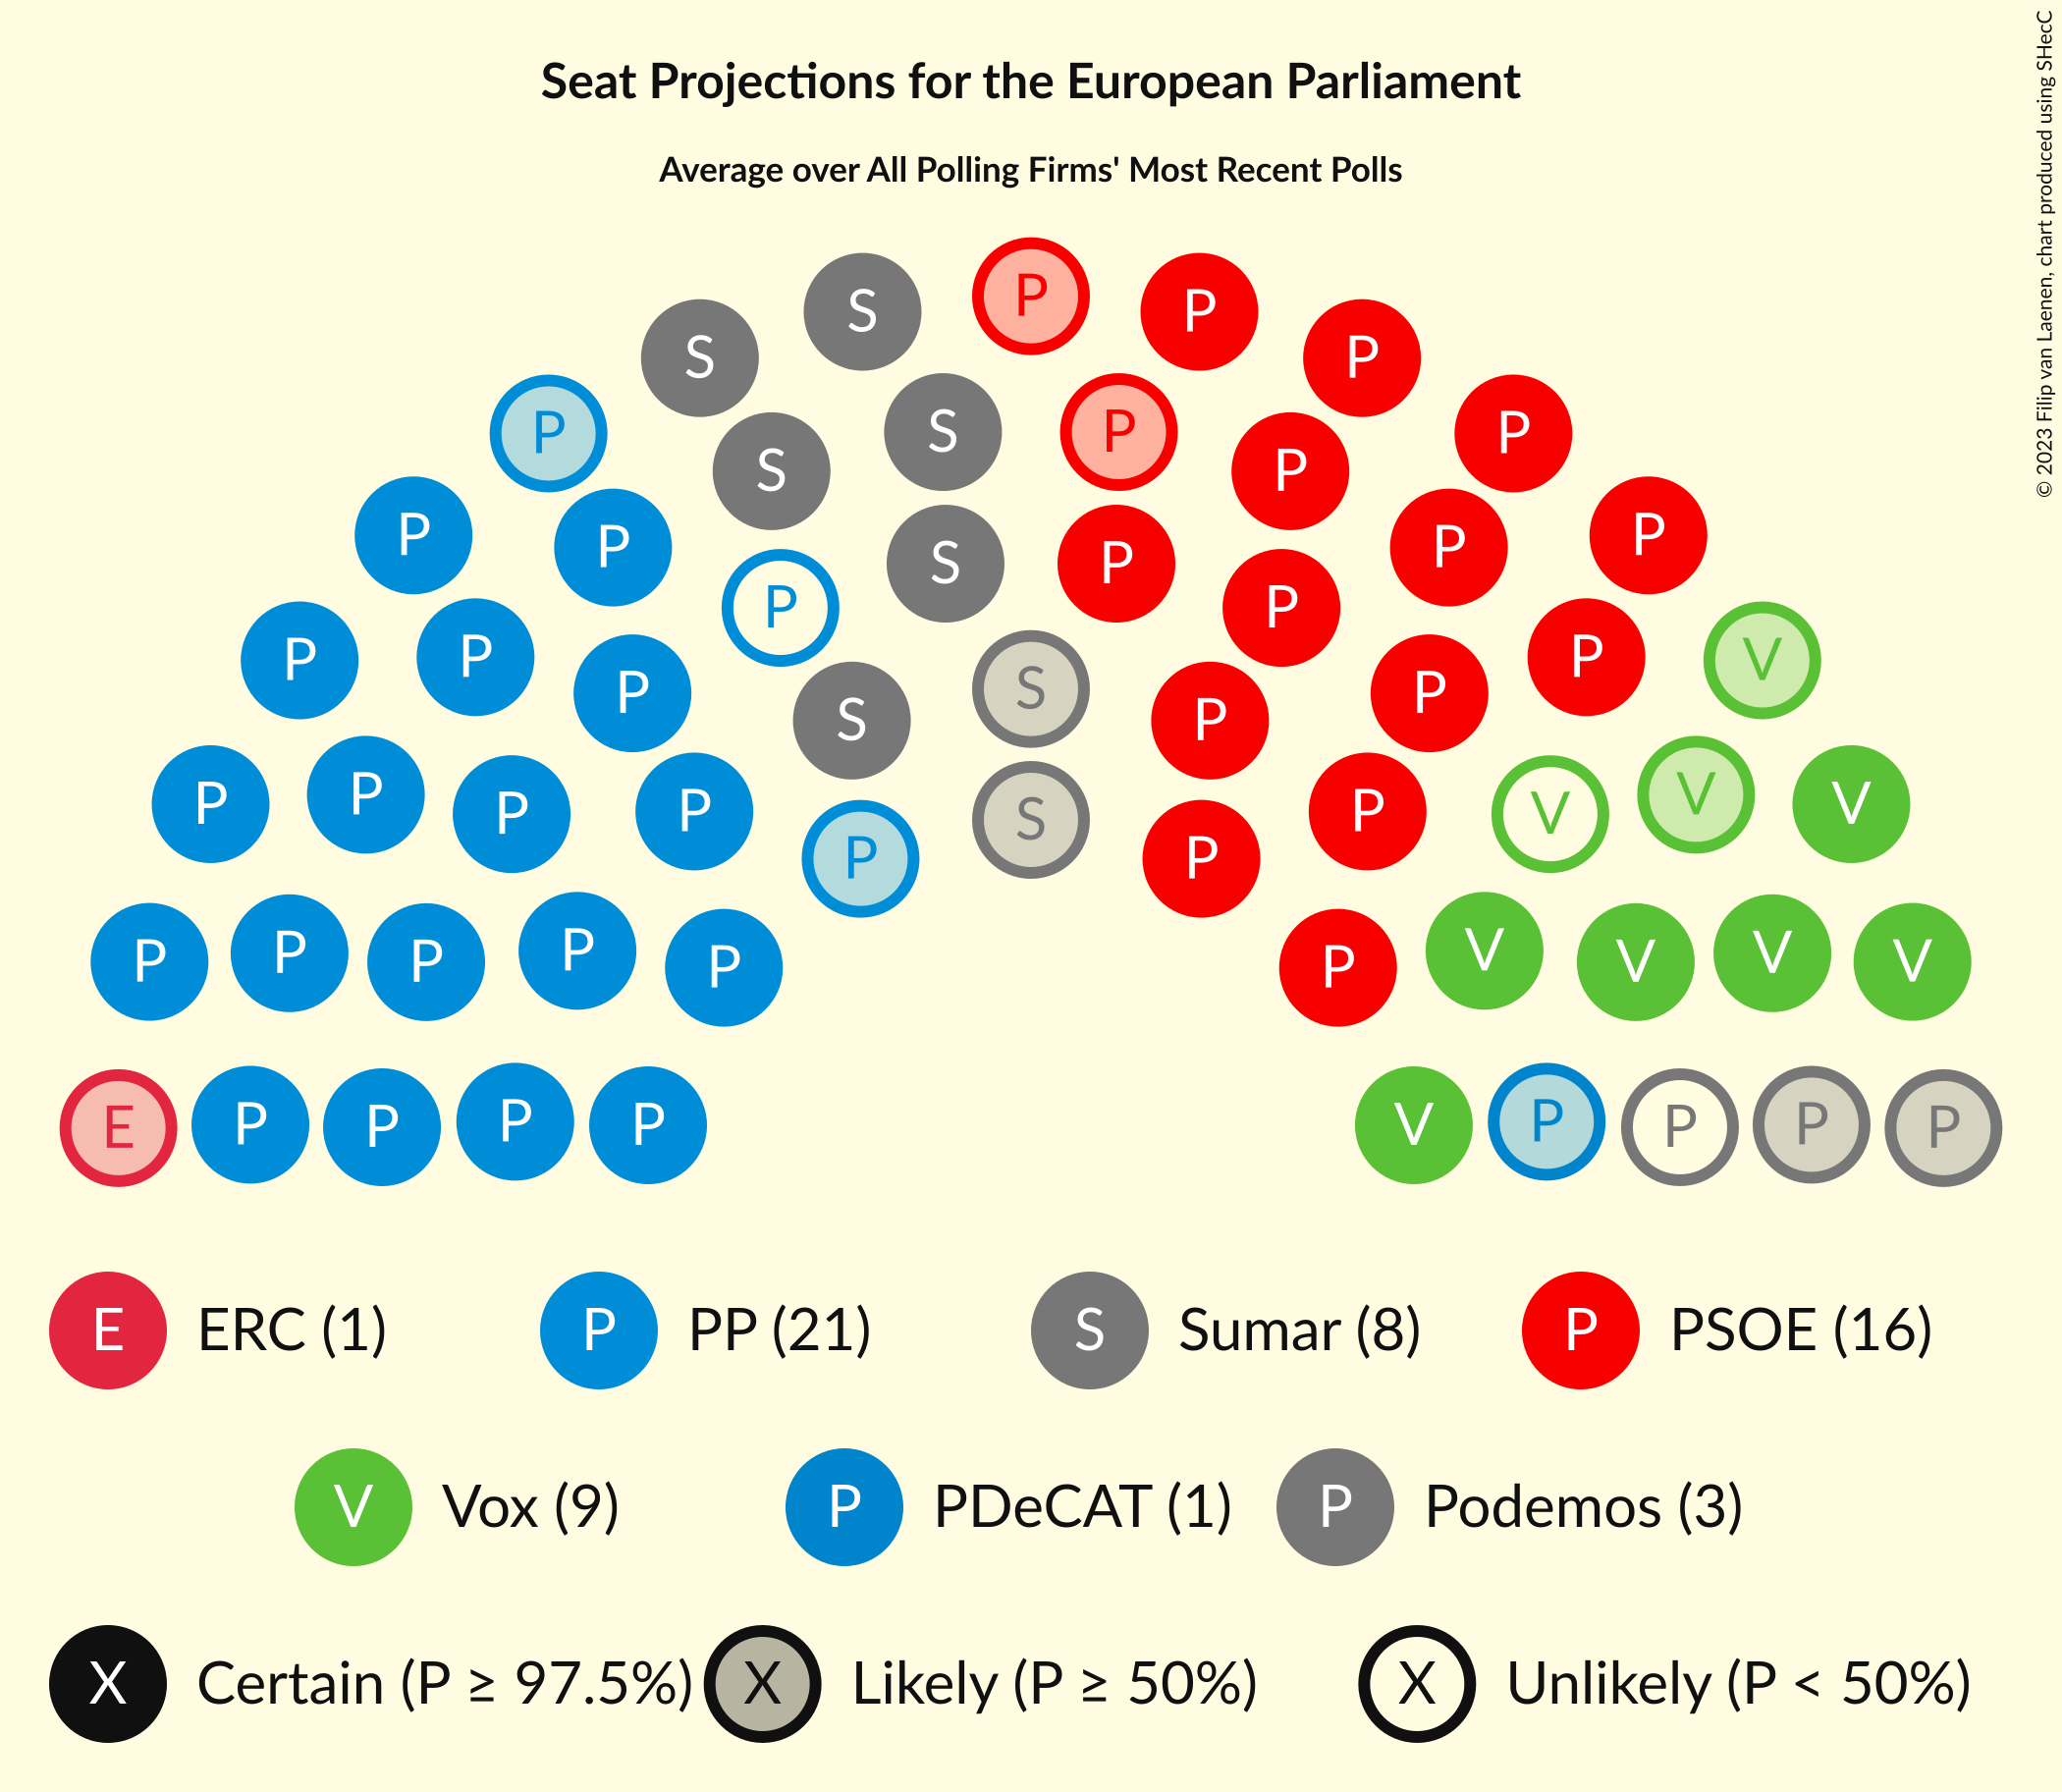 Seat Projections for the European Parliament
Average over All Polling Firms' Most Recent Polls
© 2023 Filip van Laenen, chart produced using SHecC
P
S P
S P
P P
S P
S P
P P
P P
S P
P P
P P
S
P P
P V
P P
S P
P P
P V
P V
P P
S
P P
P V
P V
P V
P V
P V
P P
E P P P P V P P P P
E ERC (1) P PP (21) S Sumar (8) P PSOE (16)
V Vox (9) P PDeCAT (1) P Podemos (3)
X Certain (P ≥ 97.5%) X Likely (P ≥ 50%) X Unlikely (P < 50%)